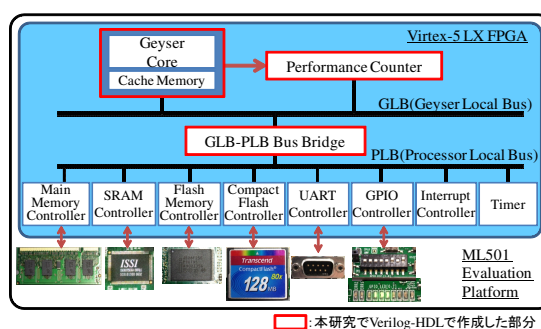 Virtex-5 LX FPGA
Geyser
Core
Cache Memory
Performance Counter
GLB(Geyser Local Bus)
GLB-PLB Bus Bridge
PLB(Processor Local Bus)
Main
Memory
Controller
SRAM
Controller
Flash
Memory
Controller
Compact
Flash
Controller
UART
Controller
GPIO
Controller
Interrupt
Controller
Timer
ISSI
Transcend
CompactFlash
80x
128MB
ML501
Evaluation
Platform
:本研究でVerilog-HDLで作成した部分